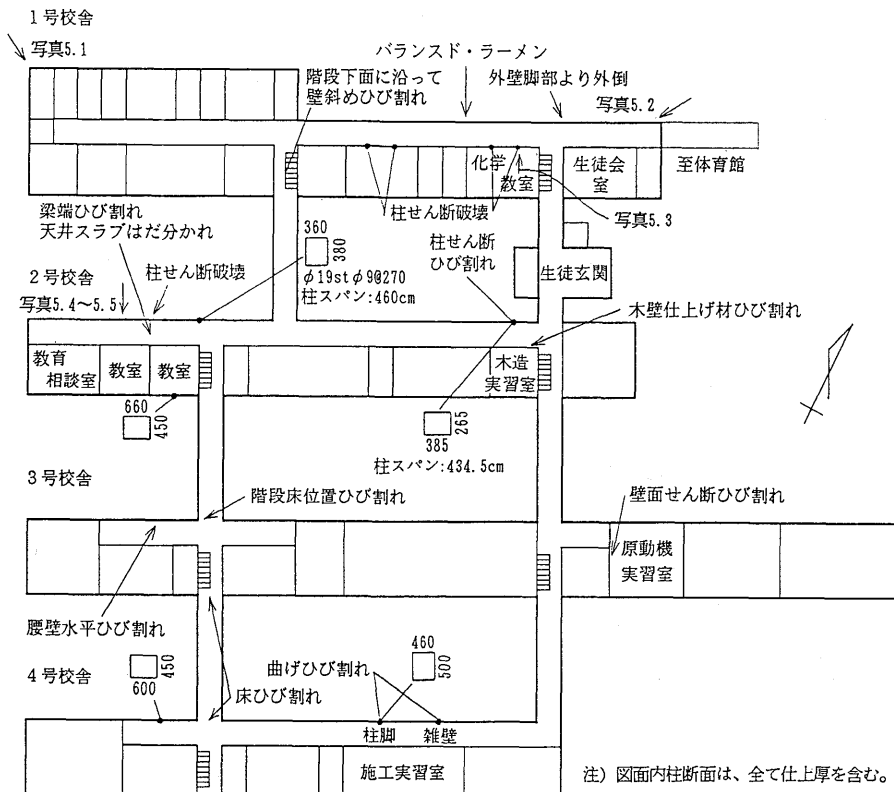 1号校舎
写真5.1
バランスド・ラーメン
階段下面に沿って
壁斜めひび割れ
外壁脚部より外倒
写真5.2
化学
教室
生徒会
室
至体育館
柱せん断破壊
写真5.3
梁端ひび割れ
天井スラブはだ分かれ
360
380
柱せん断
ひび割れ
2号校舎
柱せん断破壊
φ19stφ9@270
柱スパン:460cm
生徒玄関
写真5.4～5.5
木壁仕上げ材ひび割れ
教育
相談室
教室
教室
木造
実習室
660
450
385
265
柱スパン:434.5cm
3号校舎
階段床位置ひび割れ
壁面せん断ひび割れ
原動機
実習室
腰壁水平ひび割れ
450
600
460
500
4号校舎
曲げひび割れ
床ひび割れ
柱脚
雑壁
施工実習室
注）図面内柱断面は、全て仕上厚を含む。